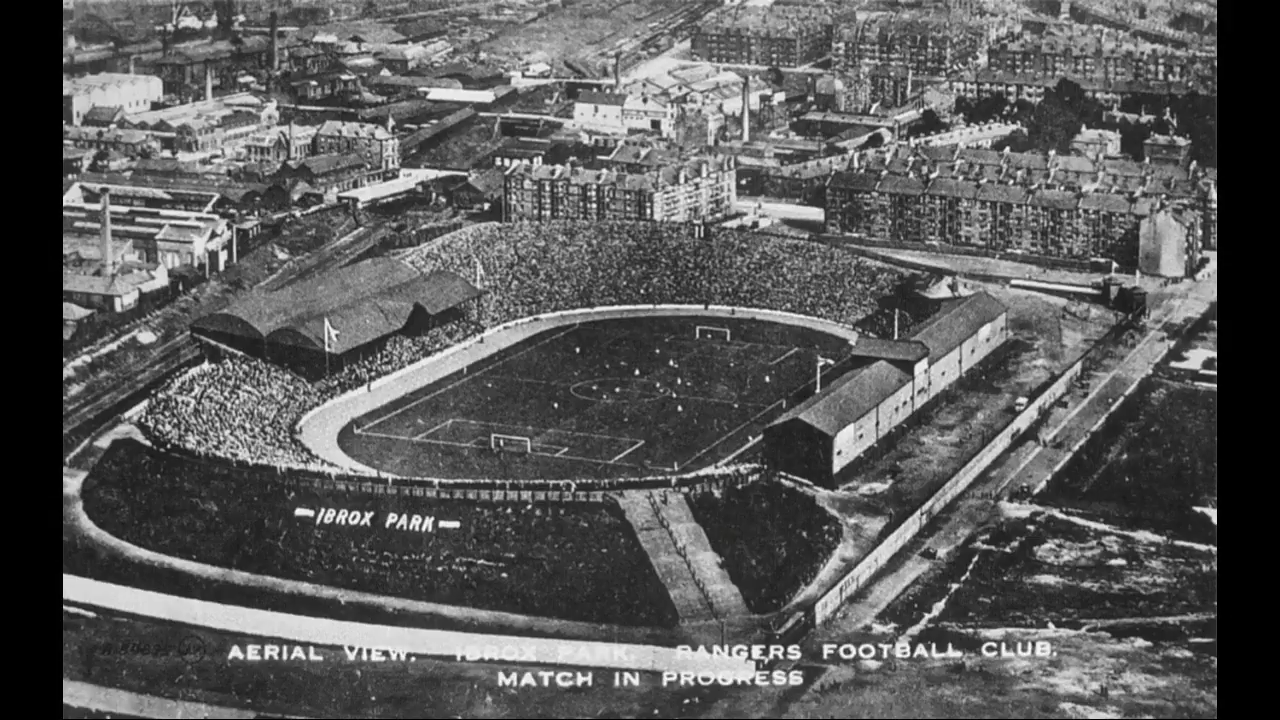 IBROX PARK
AERIAL VIEW. IBROX PARK. RANGERS FOOTBALL CLUB.
MATCH IN PROGRESS